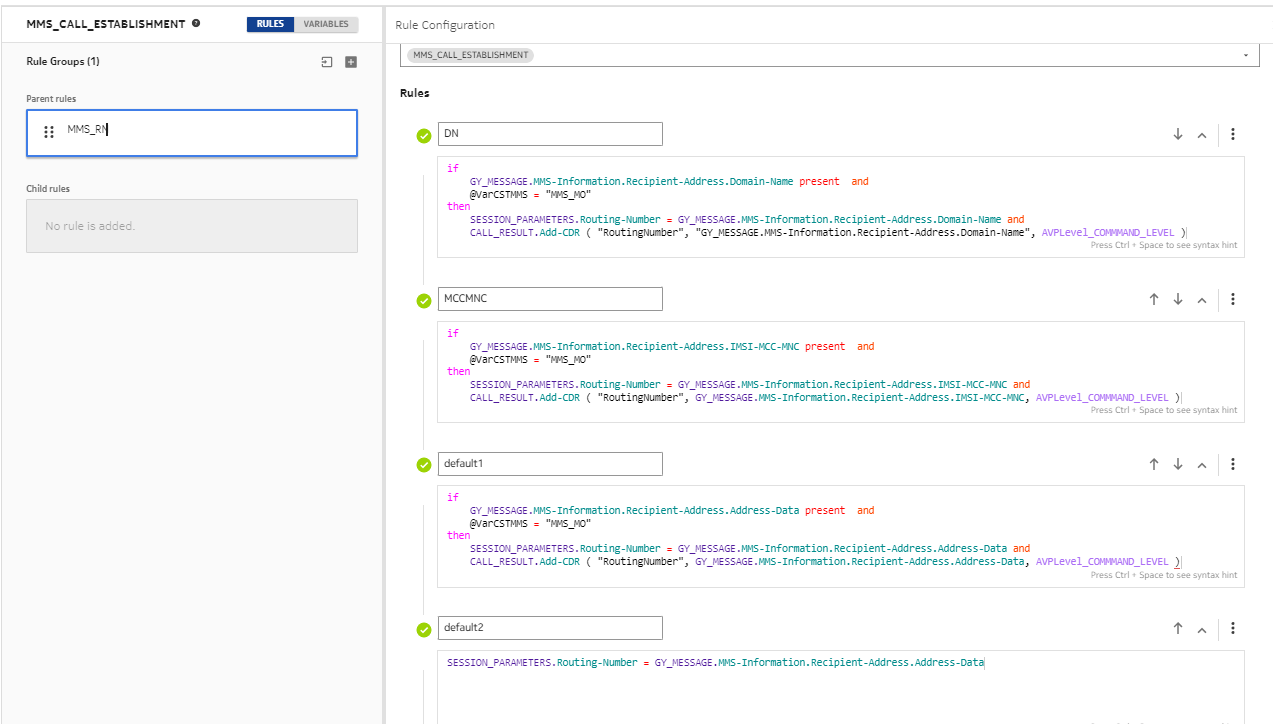 MMS_CALL_ESTABLISHMENT
RULES
VARIABLES
Rule Configuration
MMS_CALL_ESTABLISHMENT
Rule Groups (1)
Parent rules
MMS_RN
Child rules
No rule is added.
Rules
DN
if
GY_MESSAGE.MMS-Information.Recipient-Address.Domain-Name present and
@VarCSTMMS = "MMS_MO"
then
SESSION_PARAMETERS.Routing-Number = GY_MESSAGE.MMS-Information.Recipient-Address.Domain-Name and
CALL_RESULT.Add-CDR ( "RoutingNumber", "GY_MESSAGE.MMS-Information.Recipient-Address.Domain-Name", AVPLevel_COMMMAND_LEVEL )
Press Ctrl + Space to see syntax hint
MCCMNC
if
GY_MESSAGE.MMS-Information.Recipient-Address.IMSI-MCC-MNC present and
@VarCSTMMS = "MMS_MO"
then
SESSION_PARAMETERS.Routing-Number = GY_MESSAGE.MMS-Information.Recipient-Address.IMSI-MCC-MNC and
CALL_RESULT.Add-CDR ( "RoutingNumber", GY_MESSAGE.MMS-Information.Recipient-Address.IMSI-MCC-MNC, AVPLevel_COMMMAND_LEVEL )
Press Ctrl + Space to see syntax hint
default1
if
GY_MESSAGE.MMS-Information.Recipient-Address.Address-Data present and
@VarCSTMMS = "MMS_MO"
then
SESSION_PARAMETERS.Routing-Number = GY_MESSAGE.MMS-Information.Recipient-Address.Address-Data and
CALL_RESULT.Add-CDR ( "RoutingNumber", GY_MESSAGE.MMS-Information.Recipient-Address.Address-Data, AVPLevel_COMMMAND_LEVEL )
Press Ctrl + Space to see syntax hint
default2
SESSION_PARAMETERS.Routing-Number = GY_MESSAGE.MMS-Information.Recipient-Address.Address-Data